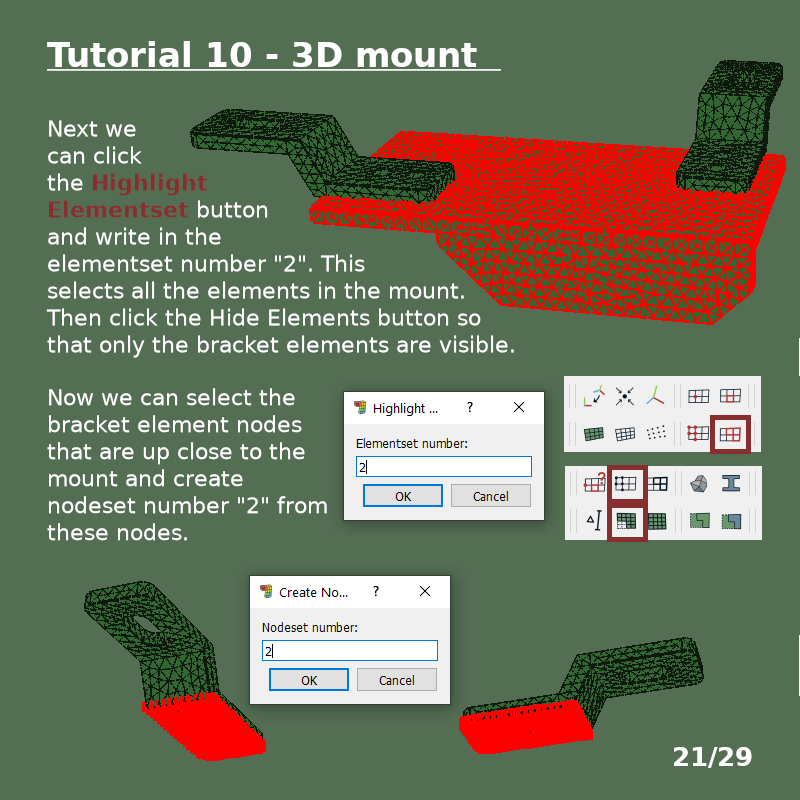 Tutorial 10 - 3D mount
Next we
can click
the Highlight
Elementset button
and write in the
elementset number "2". This
selects all the elements in the mount.
Then click the Hide Elements button so
that only the bracket elements are visible.
Now we can select the
bracket element nodes
that are up close to the
mount and create
nodeset number "2" from
these nodes.
Highlight ... ?
Elementset number:
2
OK Cancel
?
Create No... ?
Nodeset number:
2
OK Cancel
21/29